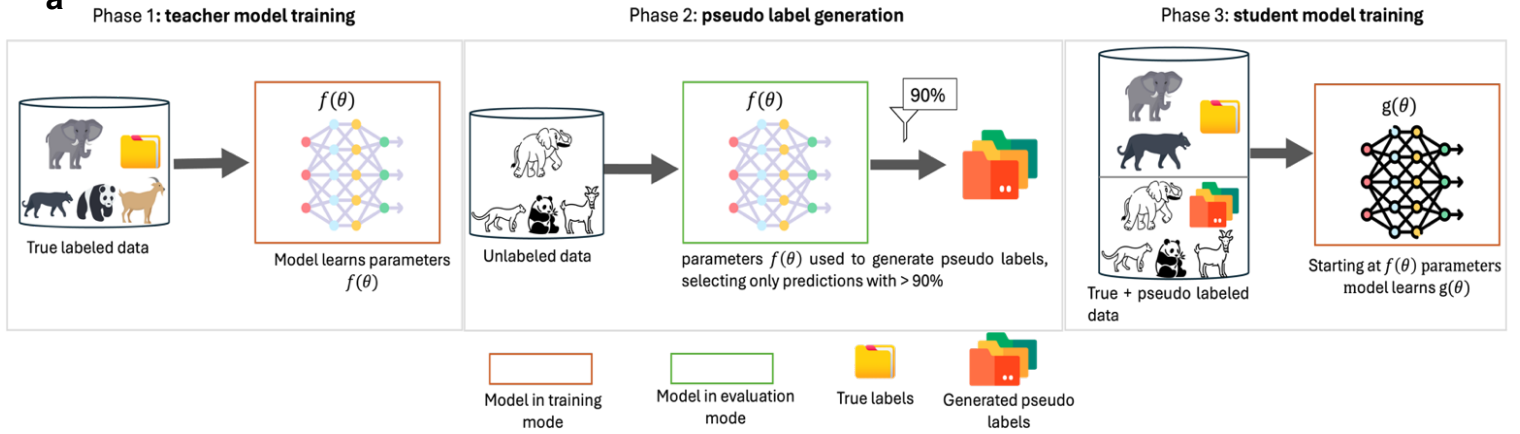 a
Phase 1: teacher model training
Phase 2: pseudo label generation
Phase 3: student model training
f(θ)
True labeled data
Model learns parameters
f(θ)
f(θ)
90%
Unlabeled data
parameters f(θ) used to generate pseudo labels,
selecting only predictions with > 90%
g(θ)
True + pseudo labeled
data
Starting at f(θ) parameters
model learns g(θ)
Model in training
mode
Model in evaluation
mode
True labels
Generated pseudo
labels